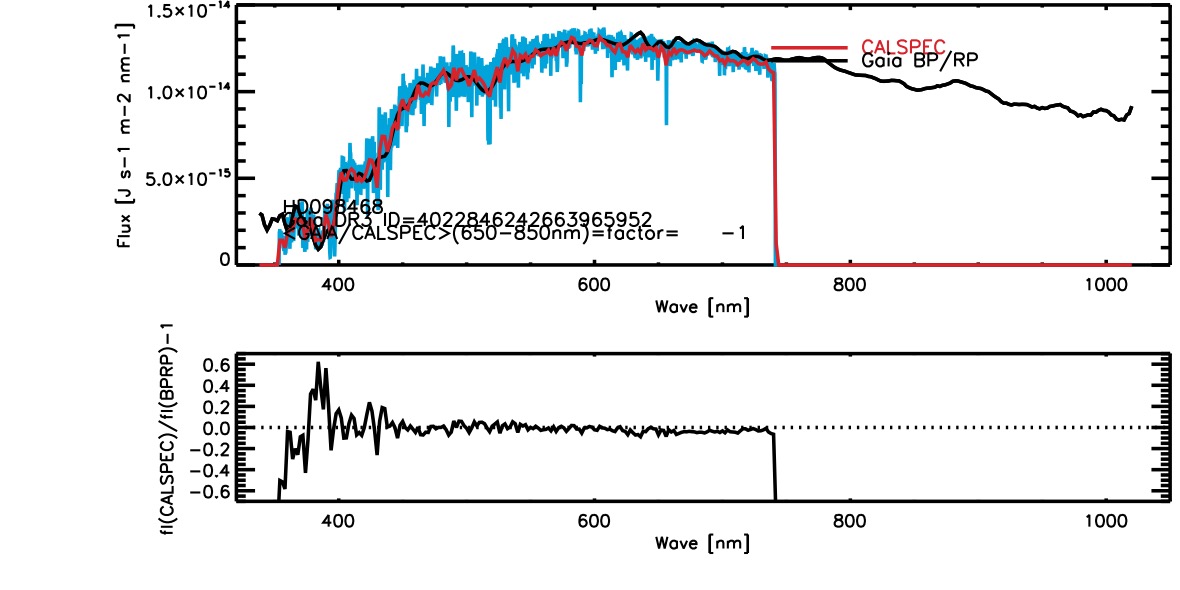 1.5×10−14
1.0×10−14
5.0×10−15
0
Flux [J s−1 m−2 nm−1]
CALSPEC
Gaia BP/RP
HD098468
Gaia DR3 ID=4022846242663965952
<GAIA/CALSPEC>(650−850nm)=factor= −1
400 600 800 1000
Wave [nm]
fl(CALSPEC)/fl(BPRP)−1
0.6
0.4
0.2
0.0
−0.2
−0.4
−0.6
400 600 800 1000
Wave [nm]